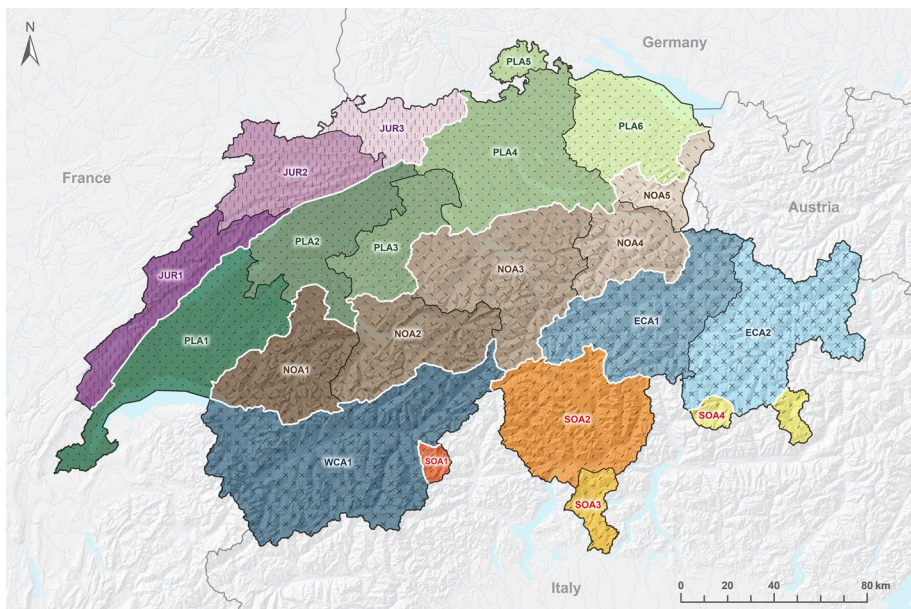 N
Germany
PLA5
PLA6
JUR3
PLA4
JUR2
France
NOA5
Austria
PLA2
PLA3
NOA4
NOA3
JUR1
ECA1
ECA2
NOA2
PLA1
NOA1
SOA4
SOA2
SOA1
WCA1
SOA3
Italy
0 20 40 80 km